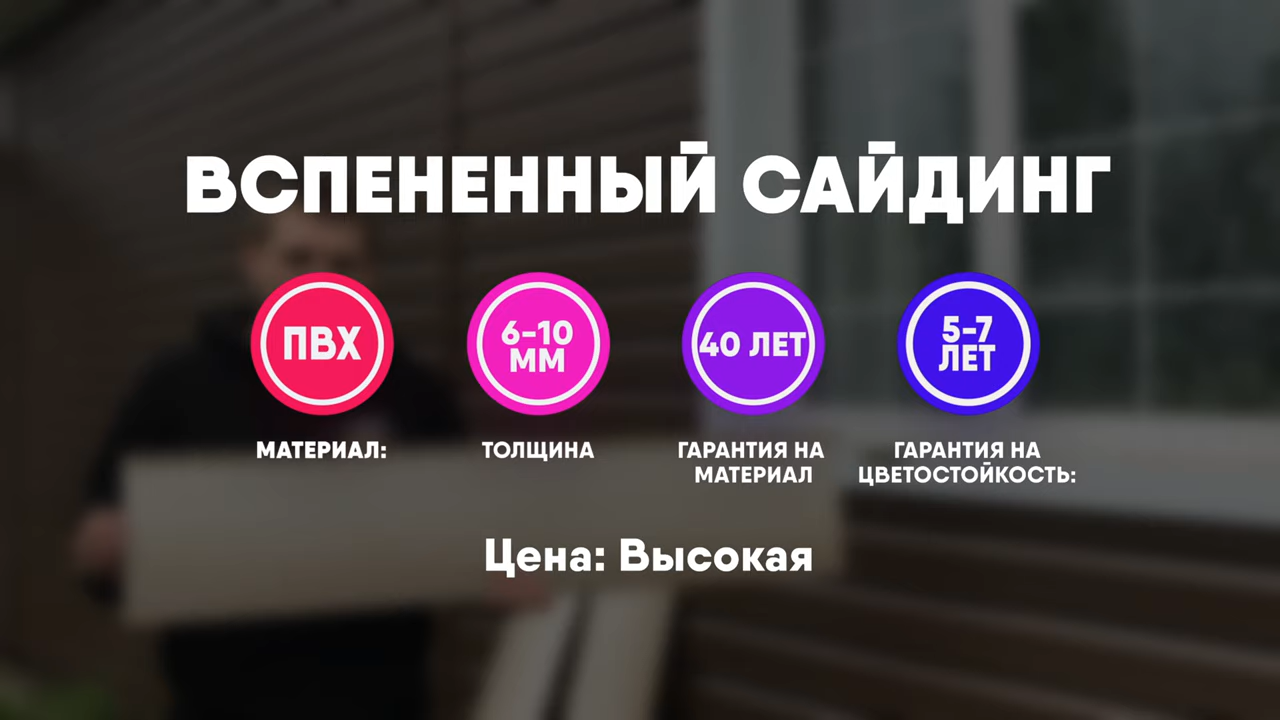 ВСПЕНЕННЫЙ САЙДИНГ
ПВХ
6-10
ММ
40 ЛЕТ
5-7
ЛЕТ
МАТЕРИАЛ:
ТОЛЩИНА
ГАРАНТИЯ НА
МАТЕРИАЛ
ГАРАНТИЯ НА
ЦВЕТОСТОЙКОСТЬ:
Цена: Высокая